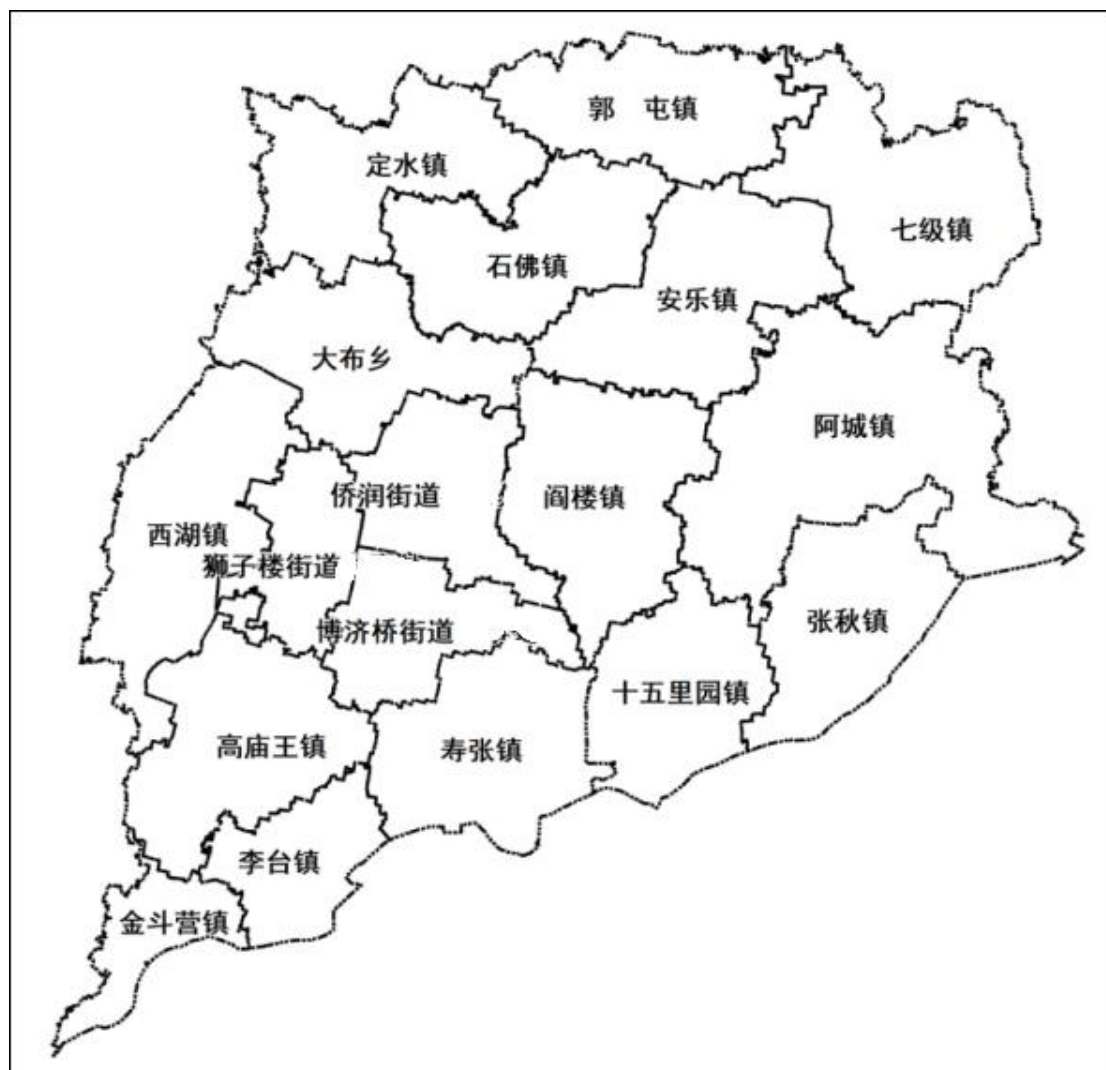 郭 屯镇
定水镇
七级镇
石佛镇
安乐镇
大布乡
阿城镇
侨润街道
阎楼镇
西湖镇
狮子楼街道
博济桥街道
张秋镇
十五里园镇
高庙王镇
寿张镇
李台镇
金斗营镇